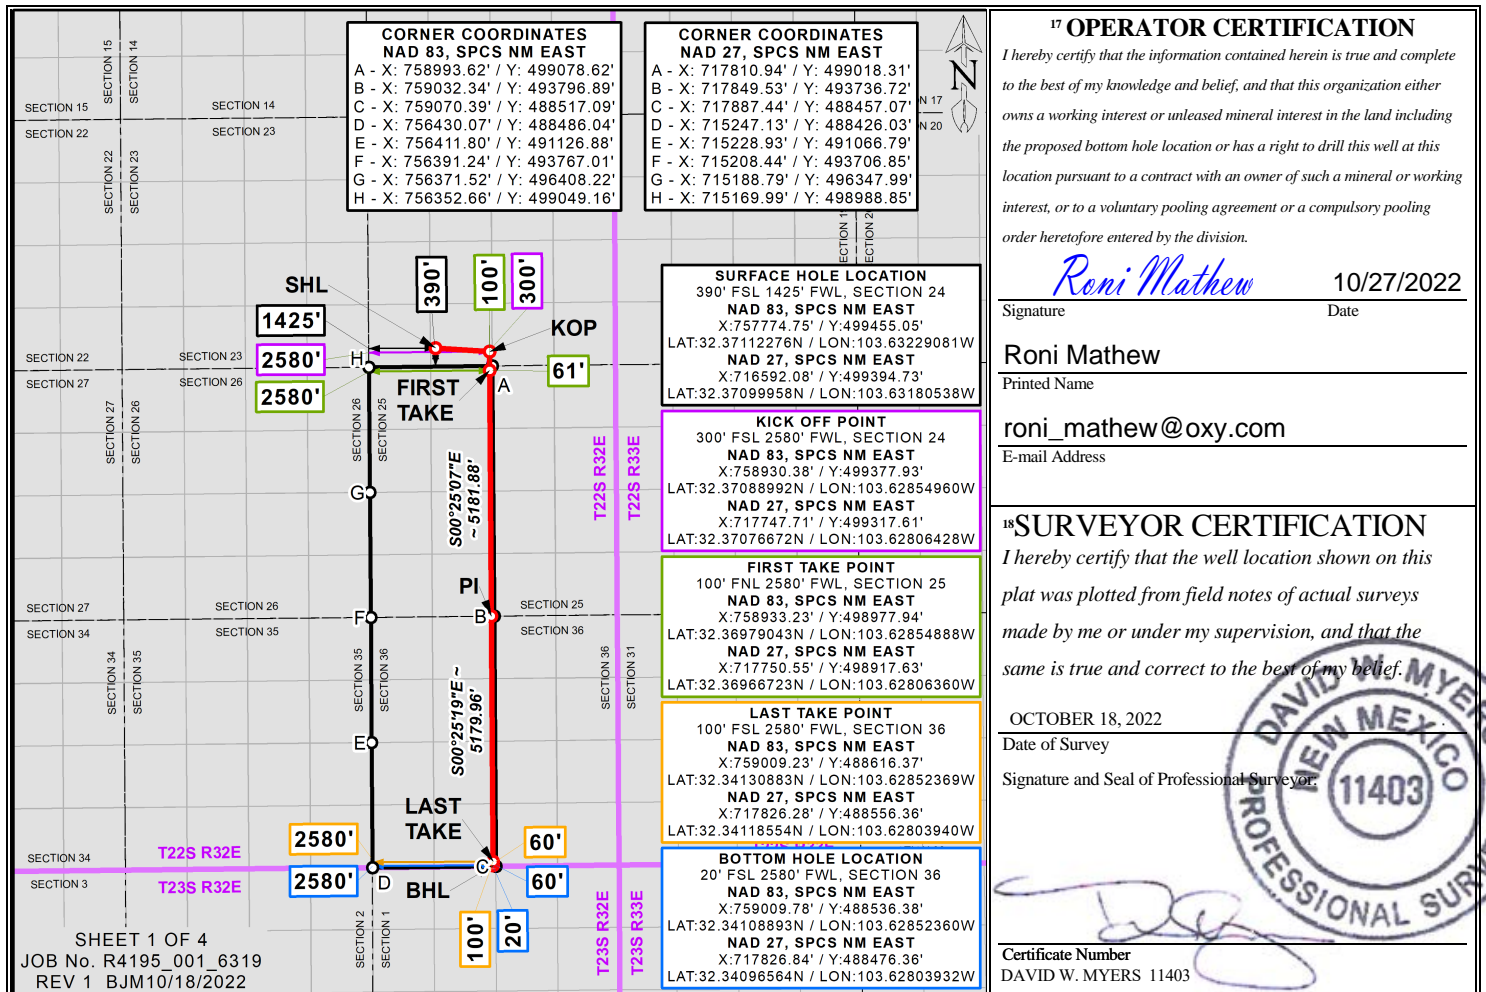 CORNER COORDINATES
NAD 83, SPCS NM EAST
A - X: 758993.62' / Y: 499078.62'
B - X: 759032.34' / Y: 493796.89'
C - X: 759070.39' / Y: 488517.09'
D - X: 756430.07' / Y: 488486.04'
E - X: 756411.80' / Y: 491126.88'
F - X: 756391.24' / Y: 493767.01'
G - X: 756371.52' / Y: 496408.22'
H - X: 756352.66' / Y: 499049.16'
CORNER COORDINATES
NAD 27, SPCS NM EAST
A - X: 717810.94' / Y: 499018.31'
B - X: 717849.53' / Y: 493736.72'
C - X: 717887.44' / Y: 488457.07'
D - X: 715247.13' / Y: 488426.03'
E - X: 715228.93' / Y: 491066.79'
F - X: 715208.44' / Y: 493706.85'
G - X: 715188.79' / Y: 496347.99'
H - X: 715169.99' / Y: 498988.85'
N
SECTION 15
SECTION 14
SECTION 15
SECTION 14
N 17
SECTION 22
SECTION 23
N 20
SECTION 22
SECTION 23
ECTION 1
ECTION 20
SHL
390'
100'
300'
1425'
KOP
2580'
H
61'
2580'
FIRST
TAKE
A
SECTION 22
SECTION 23
SECTION 27
SECTION 26
SECTION 27
SECTION 26
SECTION 26
SECTION 25
G
S00°25'07"E
~ 5181.88'
T22S R32E
T22S R33E
PI
SECTION 27
SECTION 26
F
B
SECTION 25
SECTION 34
SECTION 35
SECTION 36
SECTION 34
SECTION 35
SECTION 35
SECTION 36
SECTION 36
SECTION 31
E
S00°25'19"E ~
5179.96'
LAST
TAKE
2580'
60'
SECTION 34
T22S R32E
C
SECTION 3
T23S R32E
2580'
D
BHL
60'
100'
20'
SECTION 2
SECTION 1
T23S R32E
T23S R33E
SHEET 1 OF 4
JOB No. R4195_001_6319
REV 1 BJM10/18/2022
SURFACE HOLE LOCATION
390' FSL 1425' FWL, SECTION 24
NAD 83, SPCS NM EAST
X:757774.75' / Y:499455.05'
LAT:32.37112276N / LON:103.63229081W
NAD 27, SPCS NM EAST
X:716592.08' / Y:499394.73'
LAT:32.37099958N / LON:103.63180538W
KICK OFF POINT
300' FSL 2580' FWL, SECTION 24
NAD 83, SPCS NM EAST
X:758930.38' / Y:499377.93'
LAT:32.37088992N / LON:103.62854960W
NAD 27, SPCS NM EAST
X:717747.71' / Y:499317.61'
LAT:32.37076672N / LON:103.62806428W
FIRST TAKE POINT
100' FNL 2580' FWL, SECTION 25
NAD 83, SPCS NM EAST
X:758933.23' / Y:498977.94'
LAT:32.36979043N / LON:103.62854888W
NAD 27, SPCS NM EAST
X:717750.55' / Y:498917.63'
LAT:32.36966723N / LON:103.62806360W
LAST TAKE POINT
100' FSL 2580' FWL, SECTION 36
NAD 83, SPCS NM EAST
X:759009.23' / Y:488616.37'
LAT:32.34130883N / LON:103.62852369W
NAD 27, SPCS NM EAST
X:717826.28' / Y:488556.36'
LAT:32.34118554N / LON:103.62803940W
BOTTOM HOLE LOCATION
20' FSL 2580' FWL, SECTION 36
NAD 83, SPCS NM EAST
X:759009.78' / Y:488536.38'
LAT:32.34108893N / LON:103.62852360W
NAD 27, SPCS NM EAST
X:717826.84' / Y:488476.36'
LAT:32.34096564N / LON:103.62803932W
17 OPERATOR CERTIFICATION
I hereby certify that the information contained herein is true and complete
to the best of my knowledge and belief, and that this organization either
owns a working interest or unleased mineral interest in the land including
the proposed bottom hole location or has a right to drill this well at this
location pursuant to a contract with an owner of such a mineral or working
interest, or to a voluntary pooling agreement or a compulsory pooling
order heretofore entered by the division.
Roni Mathew 10/27/2022
Signature Date
Roni Mathew
Printed Name
roni_mathew@oxy.com
E-mail Address
18SURVEYOR CERTIFICATION
I hereby certify that the well location shown on this
plat was plotted from field notes of actual surveys
made by me or under my supervision, and that the
same is true and correct to the best of my belief.
OCTOBER 18, 2022
Date of Survey
Signature and Seal of Professional Surveyor:
DAVID W. MYERS
NEW MEXICO
11403
PROFESSIONAL SURVE
Certificate Number
DAVID W. MYERS 11403